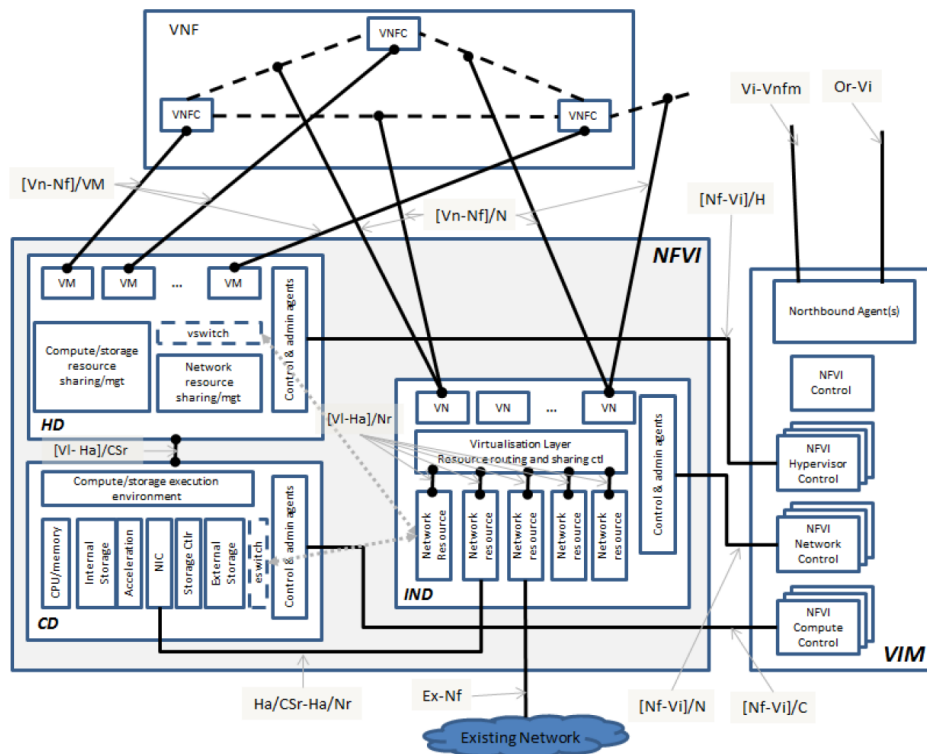 VNF
VNFC
VNFC
VNFC
Vi-Vnfm
Or-Vi
[Vn-Nf]/VM
[Vn-Nf]/N
[Nf-Vi]/H
NFVI
VM
VM
...
VM
Control & admin agents
vswitch
Compute/storage
resource
sharing/mgt
Network
resource
sharing/mgt
HD
Northbound Agent(s)
NFVI
Control
VN
VN
...
VN
Control & admin agents
[Vl-Ha]/Nr
Virtualisation Layer
Resource routing and sharing ctl
[Vl- Ha]/CSr
NFVI
Hypervisor
Control
Compute/storage execution
environment
Control & admin agents
CPU/memory
Internal
Storage
Acceleration
NIC
Storage Ctlr
External
Storage
eswitch
CD
Network
Resource
Network
resource
Network
resource
Network
resource
Network
resource
IND
NFVI
Network
Control
NFVI
Compute
Control
VIM
Ha/CSr-Ha/Nr
Ex-Nf
[Nf-Vi]/N
[Nf-Vi]/C
Existing Network